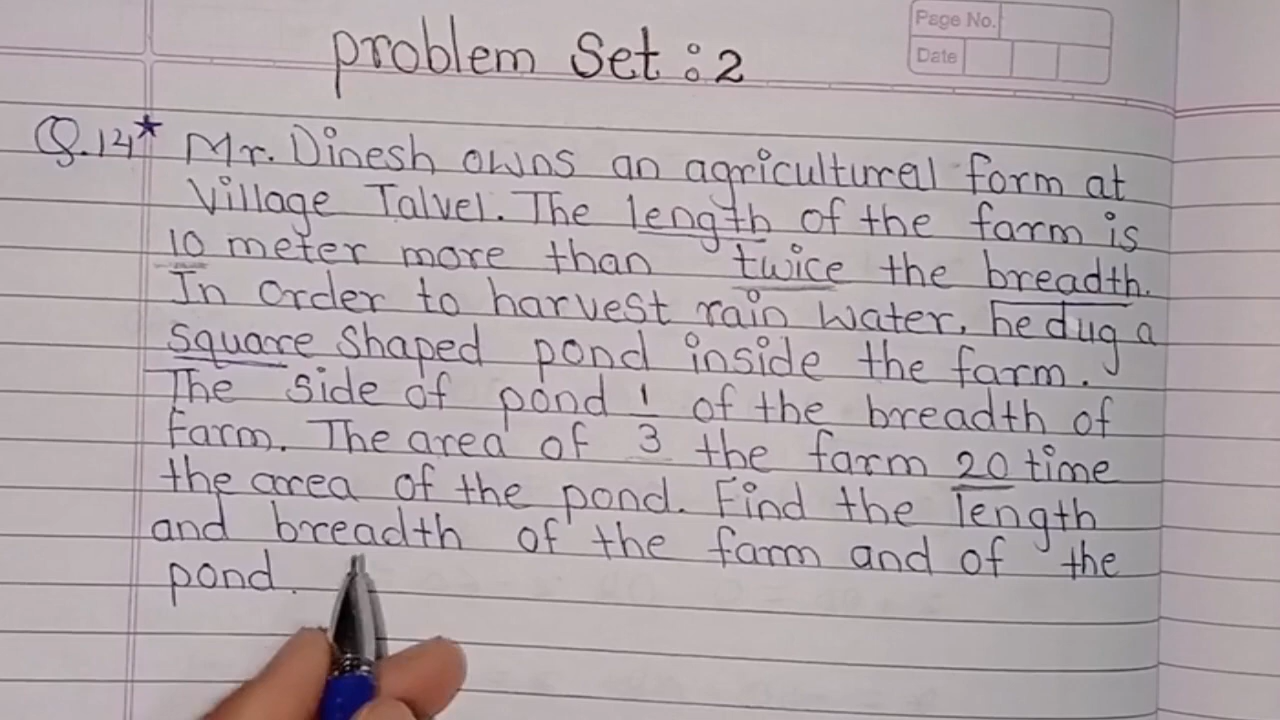 Page No.
Date
problem Set : 2
Q.14* Mr. Dinesh owns an agricultural form at
Village Talvel. The length of the farm is
10 meter more than twice the breadth.
In order to harvest rain water, he dug a
square shaped pond inside the farm.
The side of pond 1/3 of the breadth of
farm. The area of the farm 20 time
the area of the pond. Find the length
and breadth of the farm and of the
pond.